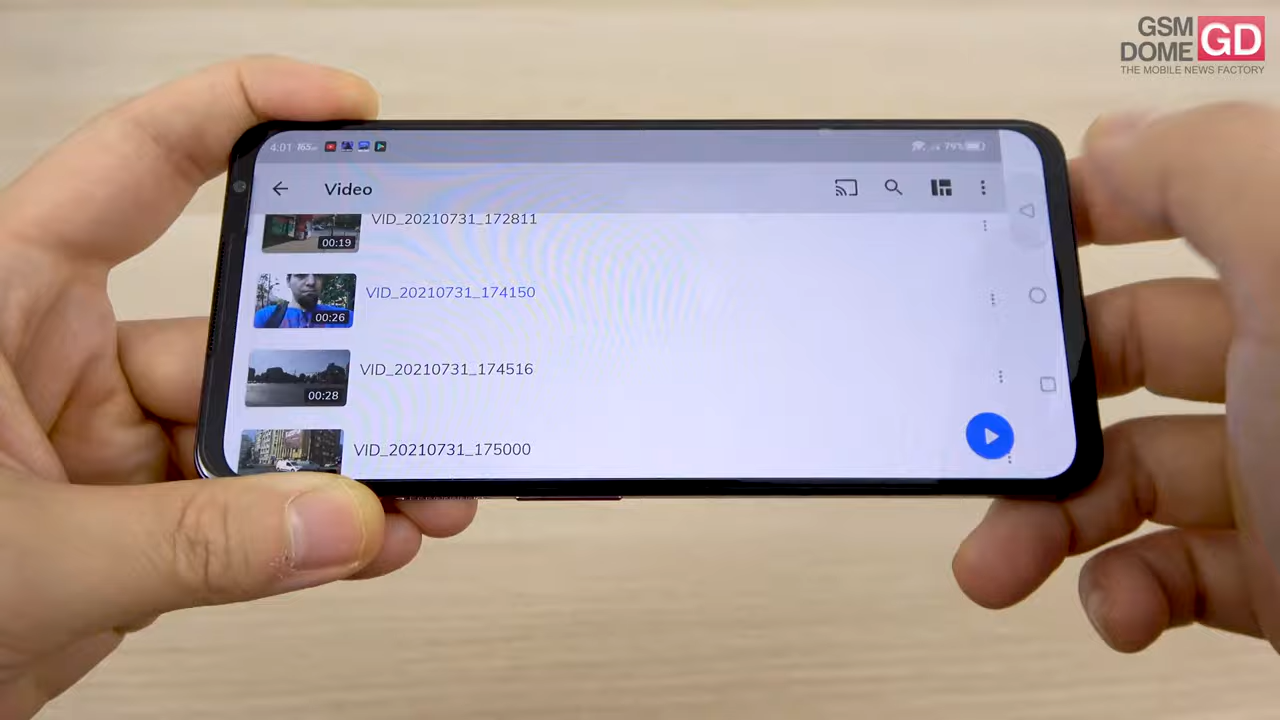 GSM
DOME GD
THE MOBILE NEWS FACTORY
4:01 79%
Video
VID_20210731_172811
00:19
VID_20210731_174150
00:26
VID_20210731_174516
00:28
VID_20210731_175000